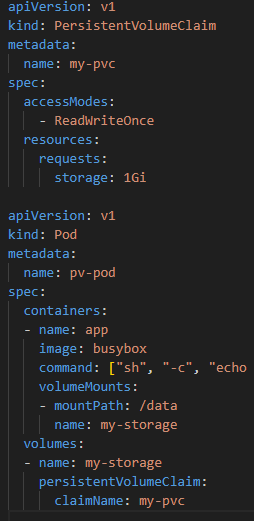 apiVersion: v1
kind: PersistentVolumeClaim
metadata:
  name: my-pvc
spec:
  accessModes:
    - ReadWriteOnce
  resources:
    requests:
      storage: 1Gi

apiVersion: v1
kind: Pod
metadata:
  name: pv-pod
spec:
  containers:
  - name: app
    image: busybox
    command: ["sh", "-c", "echo
    volumeMounts:
    - mountPath: /data
      name: my-storage
  volumes:
  - name: my-storage
    persistentVolumeClaim:
      claimName: my-pvc